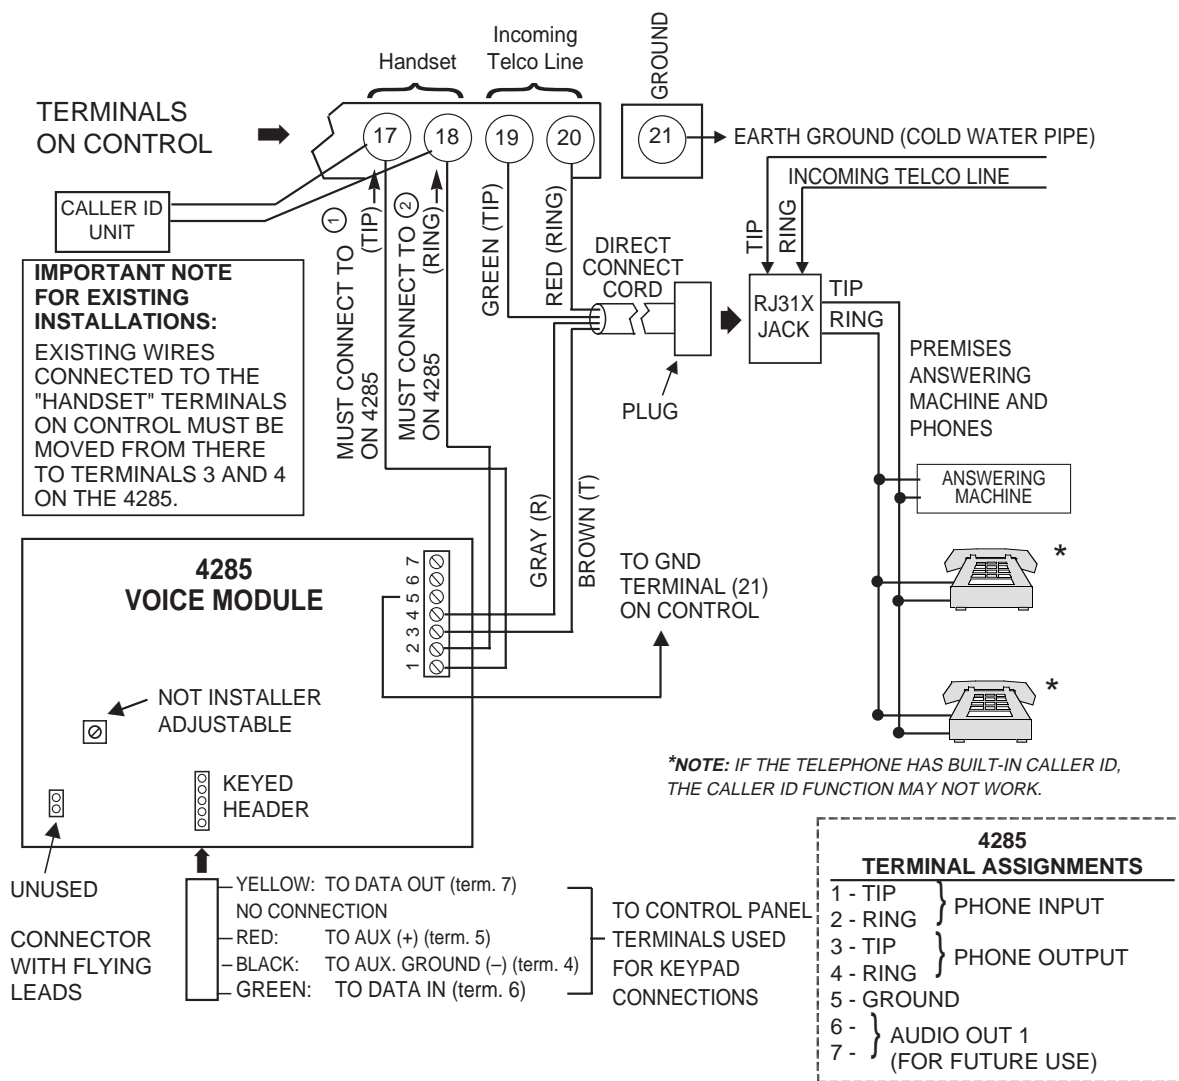 Handset
Incoming
Telco Line
GROUND
TERMINALS
ON CONTROL
17
18
19
20
21
EARTH GROUND (COLD WATER PIPE)
INCOMING TELCO LINE
CALLER ID
UNIT
MUST CONNECT TO 1
(TIP)
ON 4285
MUST CONNECT TO 2
(RING)
ON 4285
GREEN (TIP)
RED (RING)
DIRECT
CONNECT
CORD
TIP
RING
RJ31X
JACK
TIP
RING
PLUG
IMPORTANT NOTE
FOR EXISTING
INSTALLATIONS:
EXISTING WIRES
CONNECTED TO THE
"HANDSET" TERMINALS
ON CONTROL MUST BE
MOVED FROM THERE
TO TERMINALS 3 AND 4
ON THE 4285.
PREMISES
ANSWERING
MACHINE AND
PHONES
ANSWERING
MACHINE
*
*
GRAY (R)
BROWN (T)
TO GND
TERMINAL (21)
ON CONTROL
4285
VOICE MODULE
7
6
5
4
3
2
1
NOT INSTALLER
ADJUSTABLE
KEYED
HEADER
UNUSED
*NOTE: IF THE TELEPHONE HAS BUILT-IN CALLER ID,
THE CALLER ID FUNCTION MAY NOT WORK.
CONNECTOR
WITH FLYING
LEADS
YELLOW: TO DATA OUT (term. 7)
NO CONNECTION
RED: TO AUX (+) (term. 5)
BLACK: TO AUX. GROUND (–) (term. 4)
GREEN: TO DATA IN (term. 6)
TO CONTROL PANEL
TERMINALS USED
FOR KEYPAD
CONNECTIONS
4285
TERMINAL ASSIGNMENTS
1 - TIP
2 - RING
PHONE INPUT
3 - TIP
4 - RING
PHONE OUTPUT
5 - GROUND
6 -
7 -
AUDIO OUT 1
(FOR FUTURE USE)